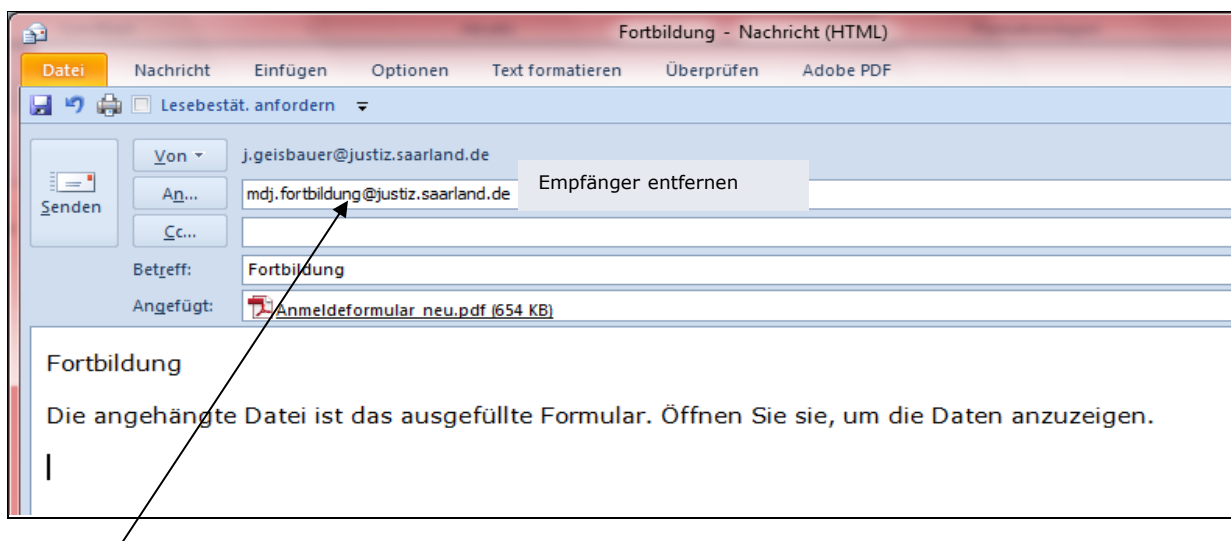 Fortbildung - Nachricht (HTML)
Datei Nachricht Einfügen Optionen Text formatieren Überprüfen Adobe PDF
Lesebestät. anfordern
Von j.geisbauer@justiz.saarland.de
Senden
An... mdj.fortbildung@justiz.saarland.de Empfänger entfernen
Cc...
Betreff: Fortbildung
Angefügt: Anmeldeformular neu.pdf (654 KB)
Fortbildung
Die angehängte Datei ist das ausgefüllte Formular. Öffnen Sie sie, um die Daten anzuzeigen.